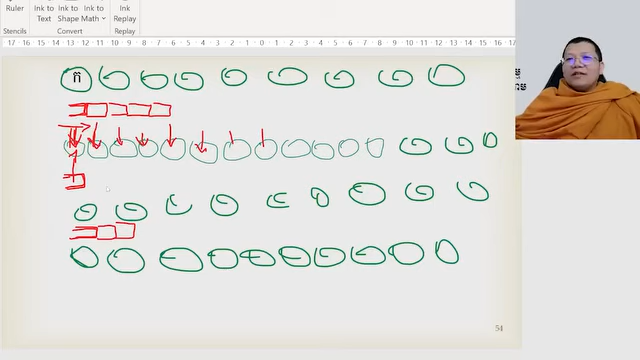 Ruler
Ink to Text
Ink to Shape
Ink to Math
Ink Replay
Stencils
Convert
Replay
17 16 15 14 13 12 11 10 9 8 7 6 5 4 3 2 1 0 1 2 3 4 5 6 7 8 9 10 11 12 13 14 15 16 17
ក
54